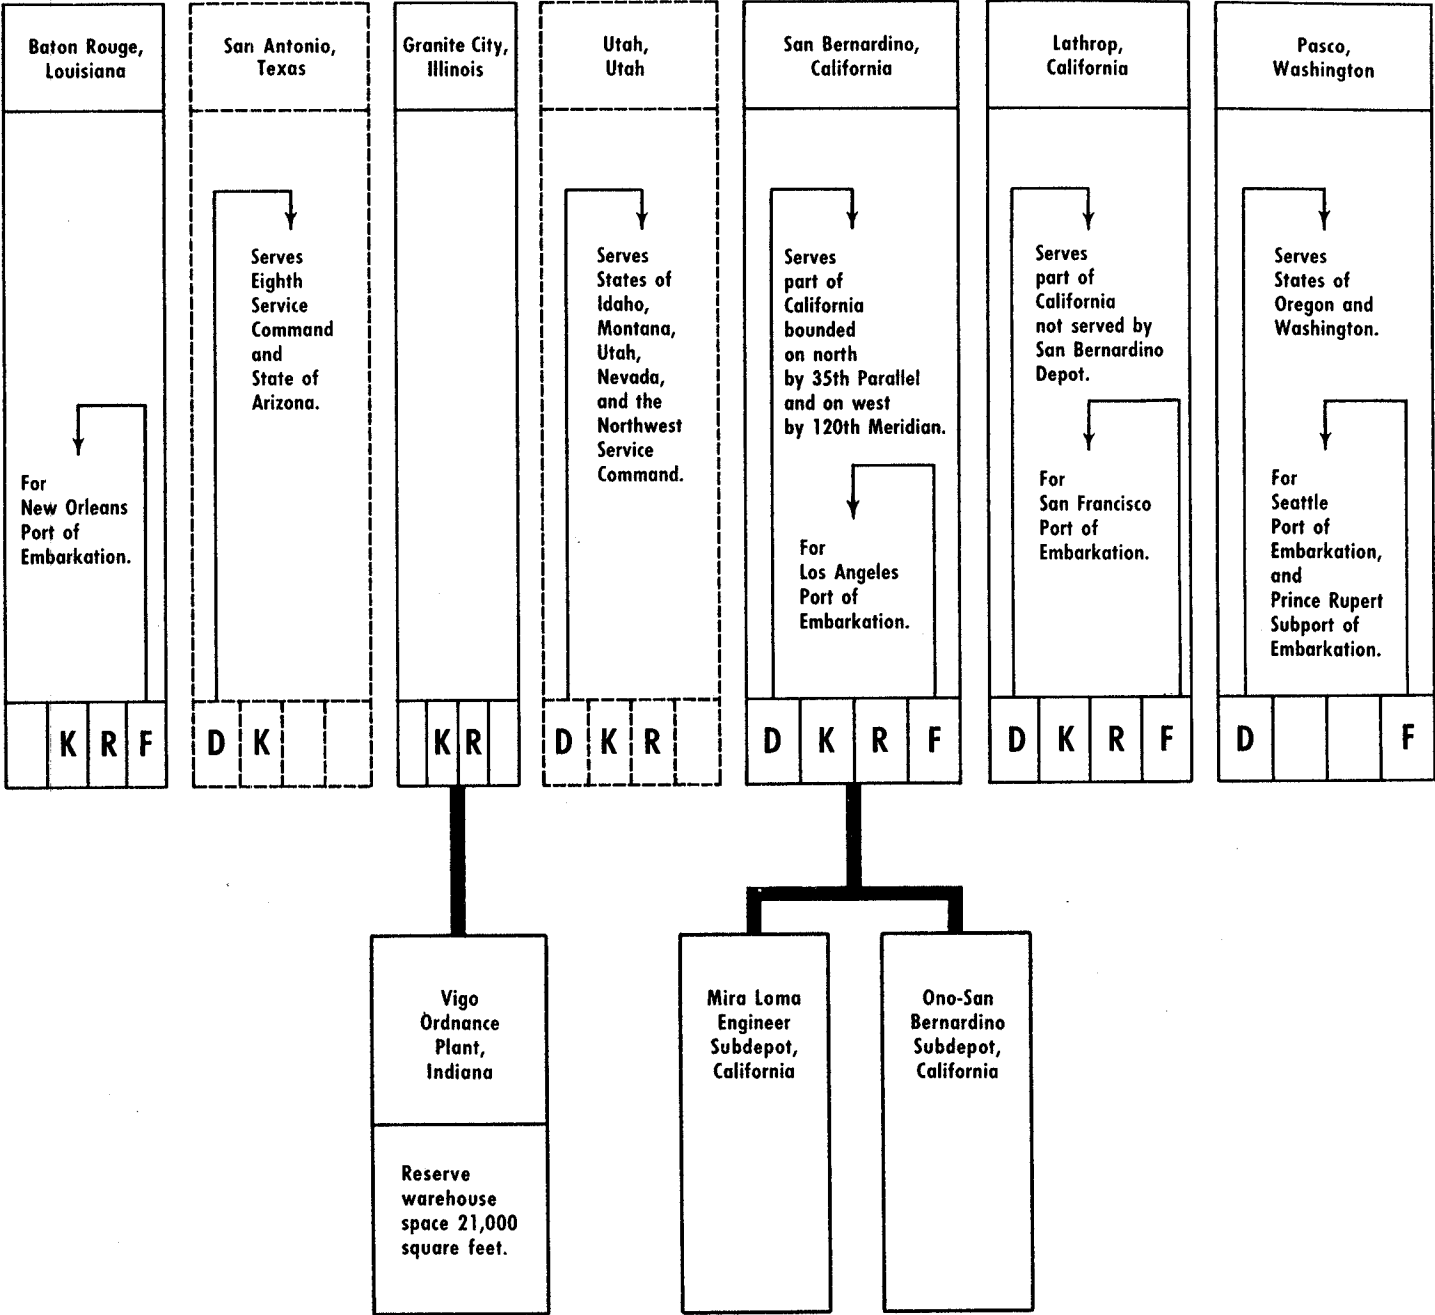 Baton Rouge,
Louisiana
For
New Orleans
Port of
Embarkation.
K R F
San Antonio,
Texas
Serves
Eighth
Service
Command
and
State of
Arizona.
D K
Granite City,
Illinois
K R
Utah,
Utah
Serves
States of
Idaho,
Montana,
Utah,
Nevada,
and the
Northwest
Service
Command.
D K R
San Bernardino,
California
Serves
part of
California
bounded
on north
by 35th Parallel
and on west
by 120th Meridian.
For
Los Angeles
Port of
Embarkation.
D K R F
Lathrop,
California
Serves
part of
California
not served by
San Bernardino
Depot.
For
San Francisco
Port of
Embarkation.
D K R F
Pasco,
Washington
Serves
States of
Oregon and
Washington.
For
Seattle
Port of
Embarkation,
and
Prince Rupert
Subport of
Embarkation.
D F
Vigo
Ordnance
Plant,
Indiana
Reserve
warehouse
space 21,000
square feet.
Mira Loma
Engineer
Subdepot,
California
Ono-San
Bernardino
Subdepot,
California